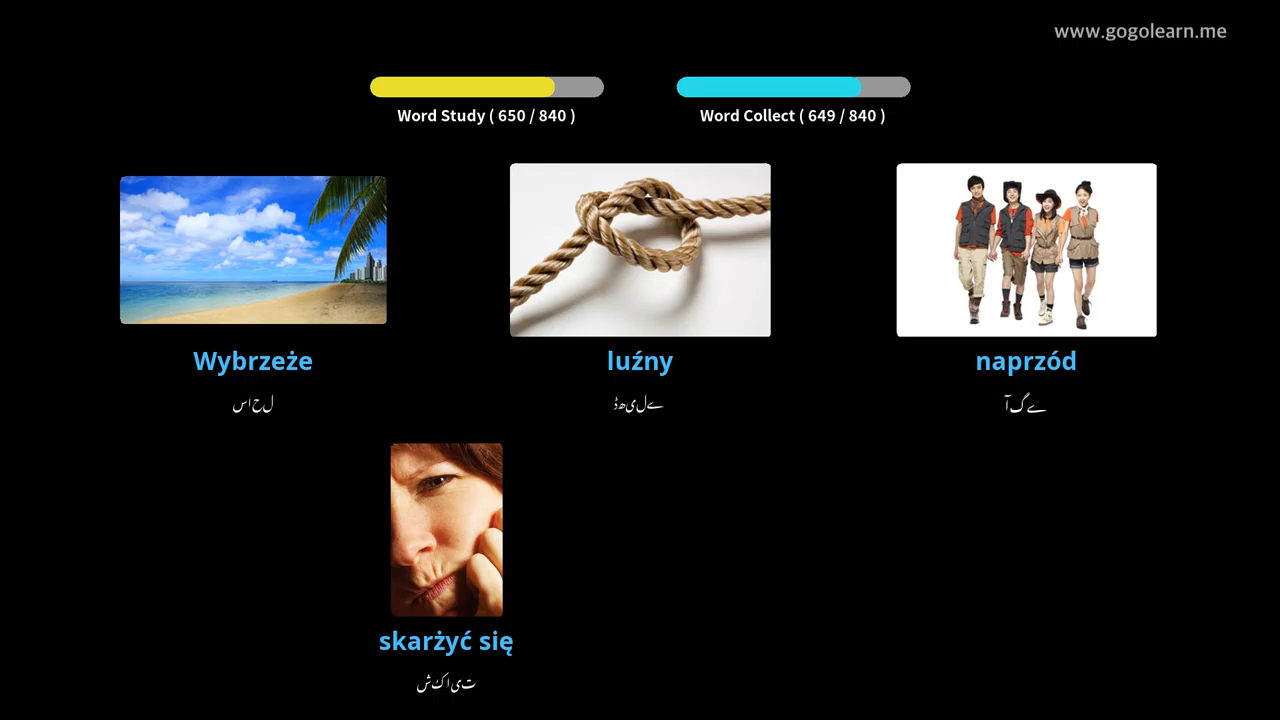 www.gogolearn.me
Word Study ( 650 / 840 )
Word Collect ( 649 / 840 )
Wybrzeże
ساحل
luźny
ڈھیلے
naprzód
آگے
skarżyć się
شکایت